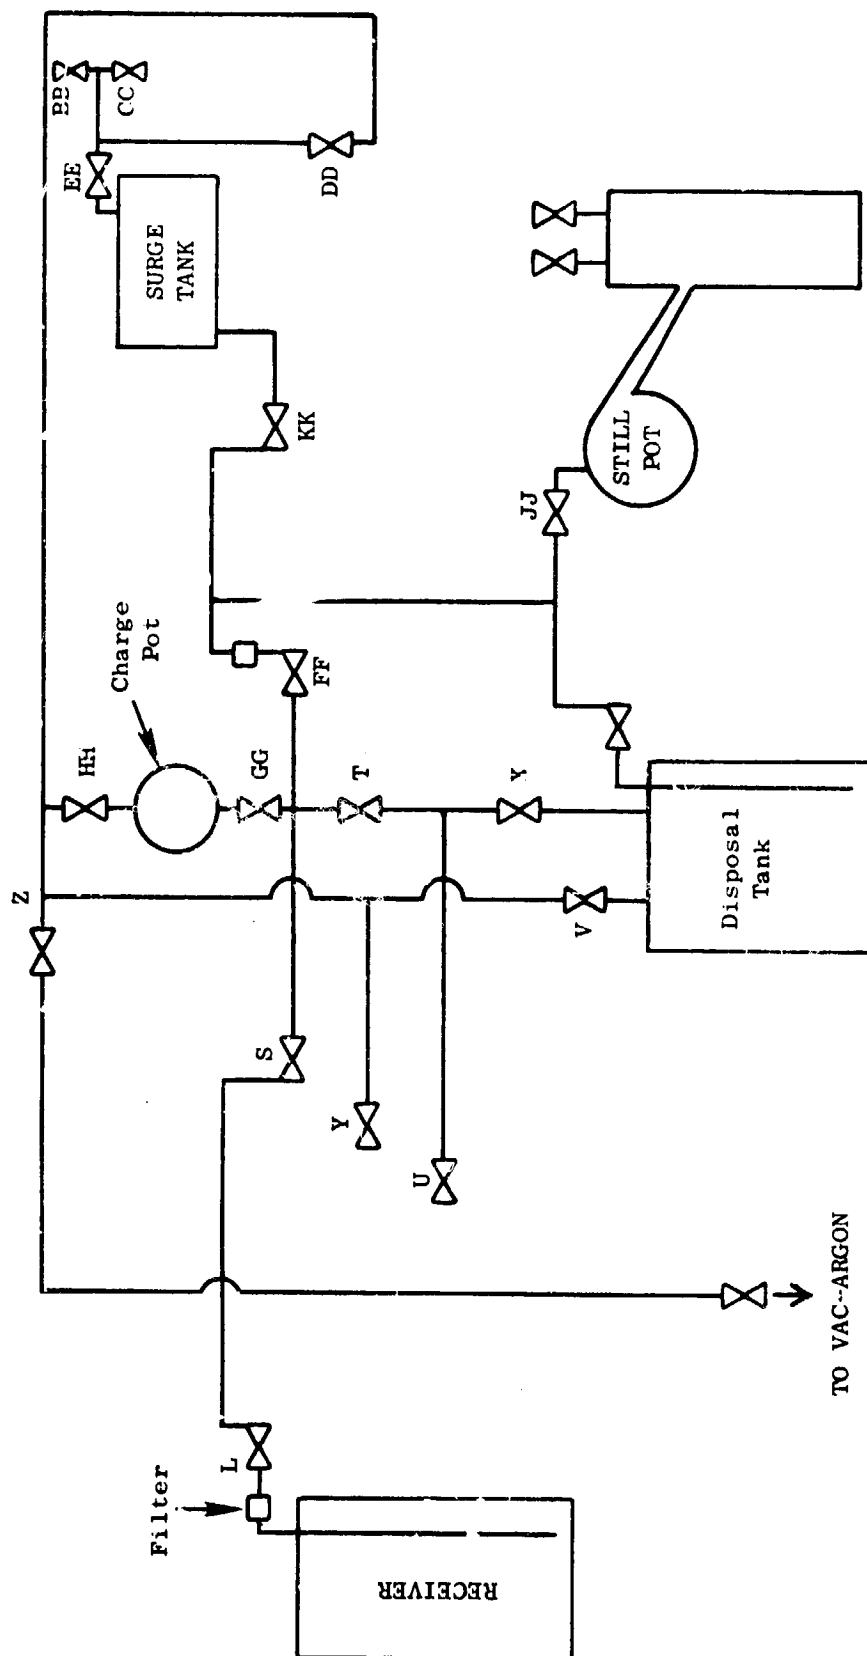 BB
CC
EE
DD
SURGE
TANK
KK
STILL
POT
JJ
Charge
Pot
HH
GG
FF
T
Y
Z
V
Disposal
Tank
S
Y
U
TO VAC-ARGON
L
Filter
RECEIVER